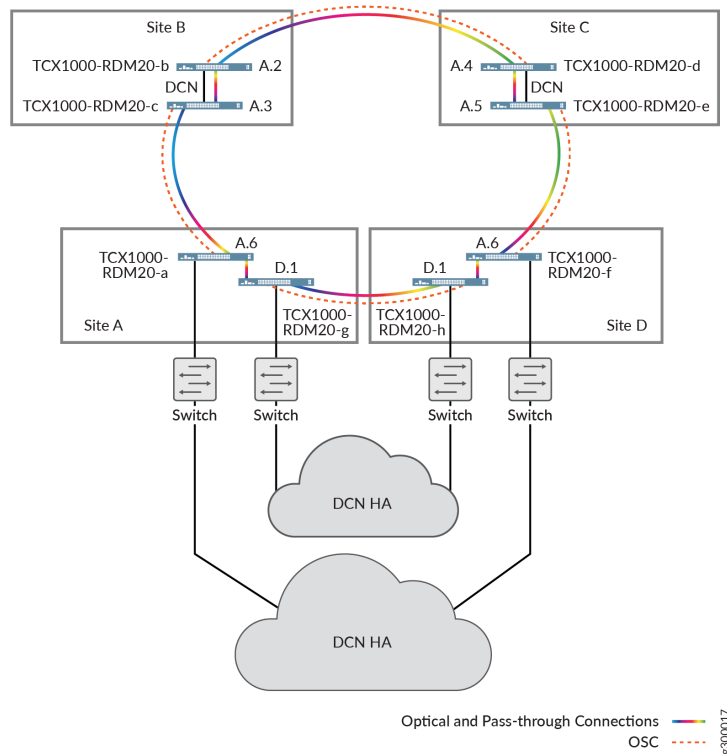 Site B
Site C
TCX1000-RDM20-b
A.2
A.4
TCX1000-RDM20-d
DCN
DCN
TCX1000-RDM20-c
A.3
A.5
TCX1000-RDM20-e
A.6
A.6
TCX1000-
RDM20-a
D.1
D.1
TCX1000-
RDM20-f
TCX1000-
RDM20-g
TCX1000-
RDM20-h
Site A
Site D
Switch
Switch
Switch
Switch
DCN HA
DCN HA
Optical and Pass-through Connections
OSC
g300017